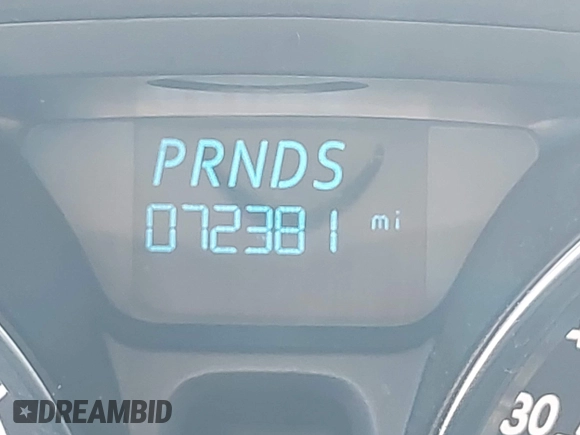 PRNDS
072381 mi
30
DREAMBID